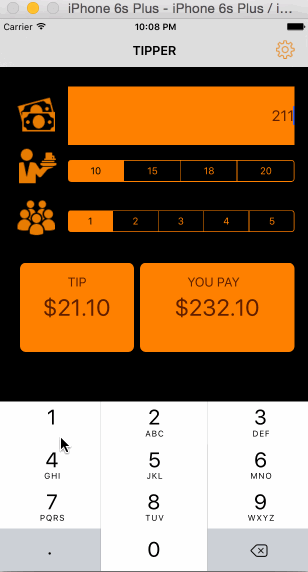 iPhone 6s Plus - iPhone 6s Plus / i...
Carrier 10:08 PM
TIPPER
211
10 15 18 20
1 2 3 4 5
TIP YOU PAY
$21.10 $232.10
1 2 3
ABC DEF
4 5 6
GHI JKL MNO
7 8 9
PQRS TUV WXYZ
. 0